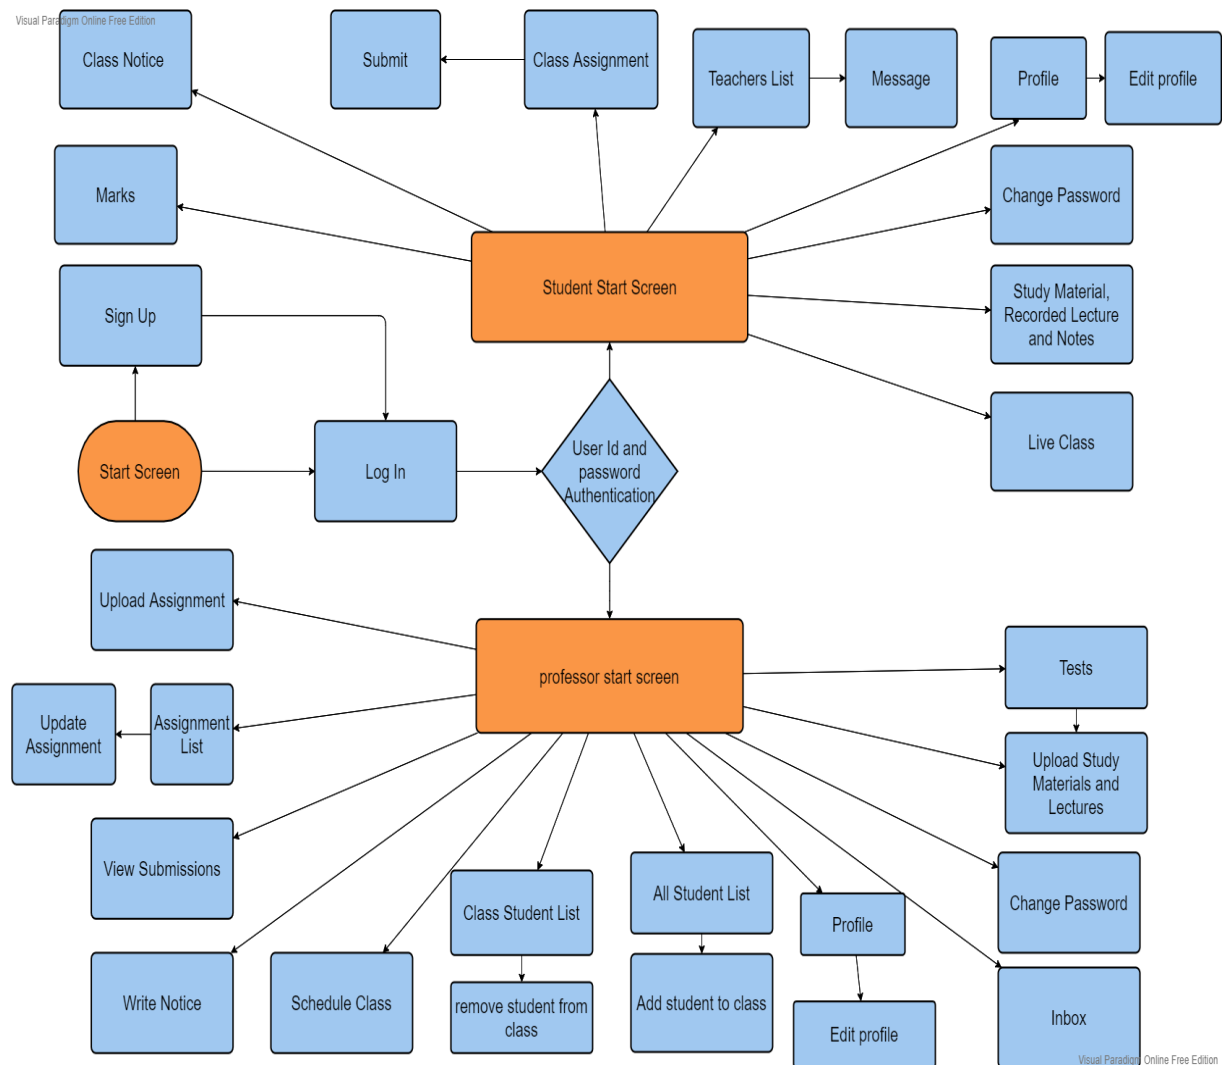 Visual Paradigm Online Free Edition
Class Notice
Submit
Class Assignment
Teachers List
Message
Profile
Edit profile
Marks
Change Password
Sign Up
Student Start Screen
Study Material,
Recorded Lecture
and Notes
Start Screen
Log In
User Id and
password
Authentication
Live Class
Upload Assignment
professor start screen
Tests
Update
Assignment
Assignment
List
Upload Study
Materials and
Lectures
View Submissions
Class Student List
All Student List
Profile
Change Password
Write Notice
Schedule Class
remove student from
class
Add student to class
Edit profile
Inbox
Visual Paradigm Online Free Edition